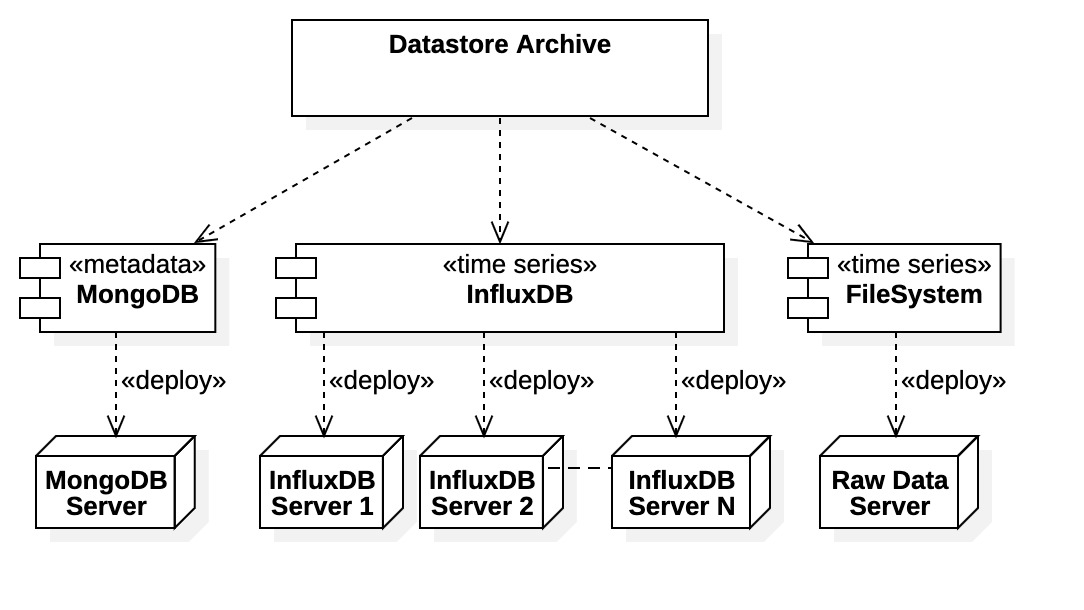 Datastore Archive
«metadata»
MongoDB
«time series»
InfluxDB
«time series»
FileSystem
«deploy»
«deploy»
«deploy»
«deploy»
«deploy»
MongoDB
Server
InfluxDB
Server 1
InfluxDB
Server 2
InfluxDB
Server N
Raw Data
Server